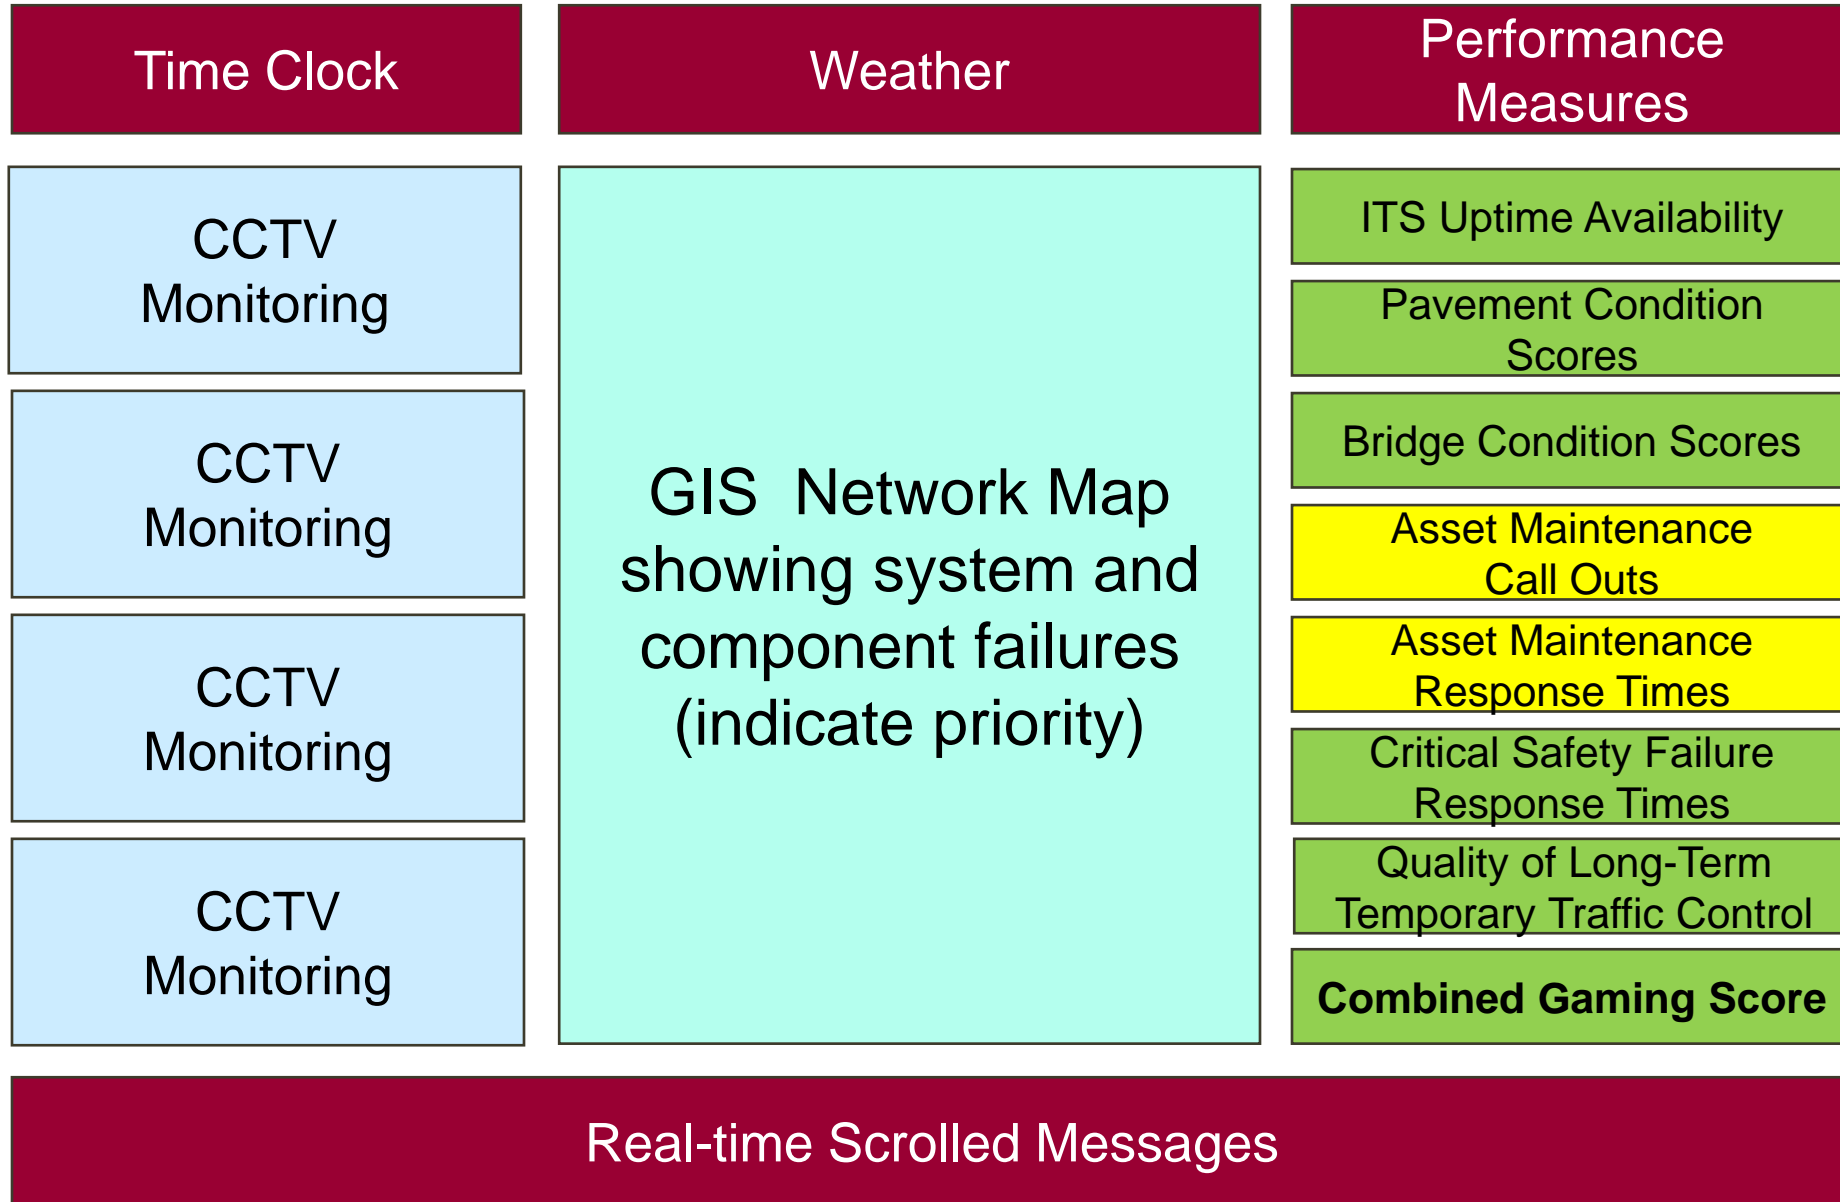 Time Clock
Weather
Performance
Measures
CCTV
Monitoring
CCTV
Monitoring
CCTV
Monitoring
CCTV
Monitoring
GIS  Network Map
showing system and
component failures
(indicate priority)
ITS Uptime Availability
Pavement Condition
Scores
Bridge Condition Scores
Asset Maintenance
Call Outs
Asset Maintenance
Response Times
Critical Safety Failure
Response Times
Quality of Long-Term
Temporary Traffic Control
Combined Gaming Score
Real-time Scrolled Messages